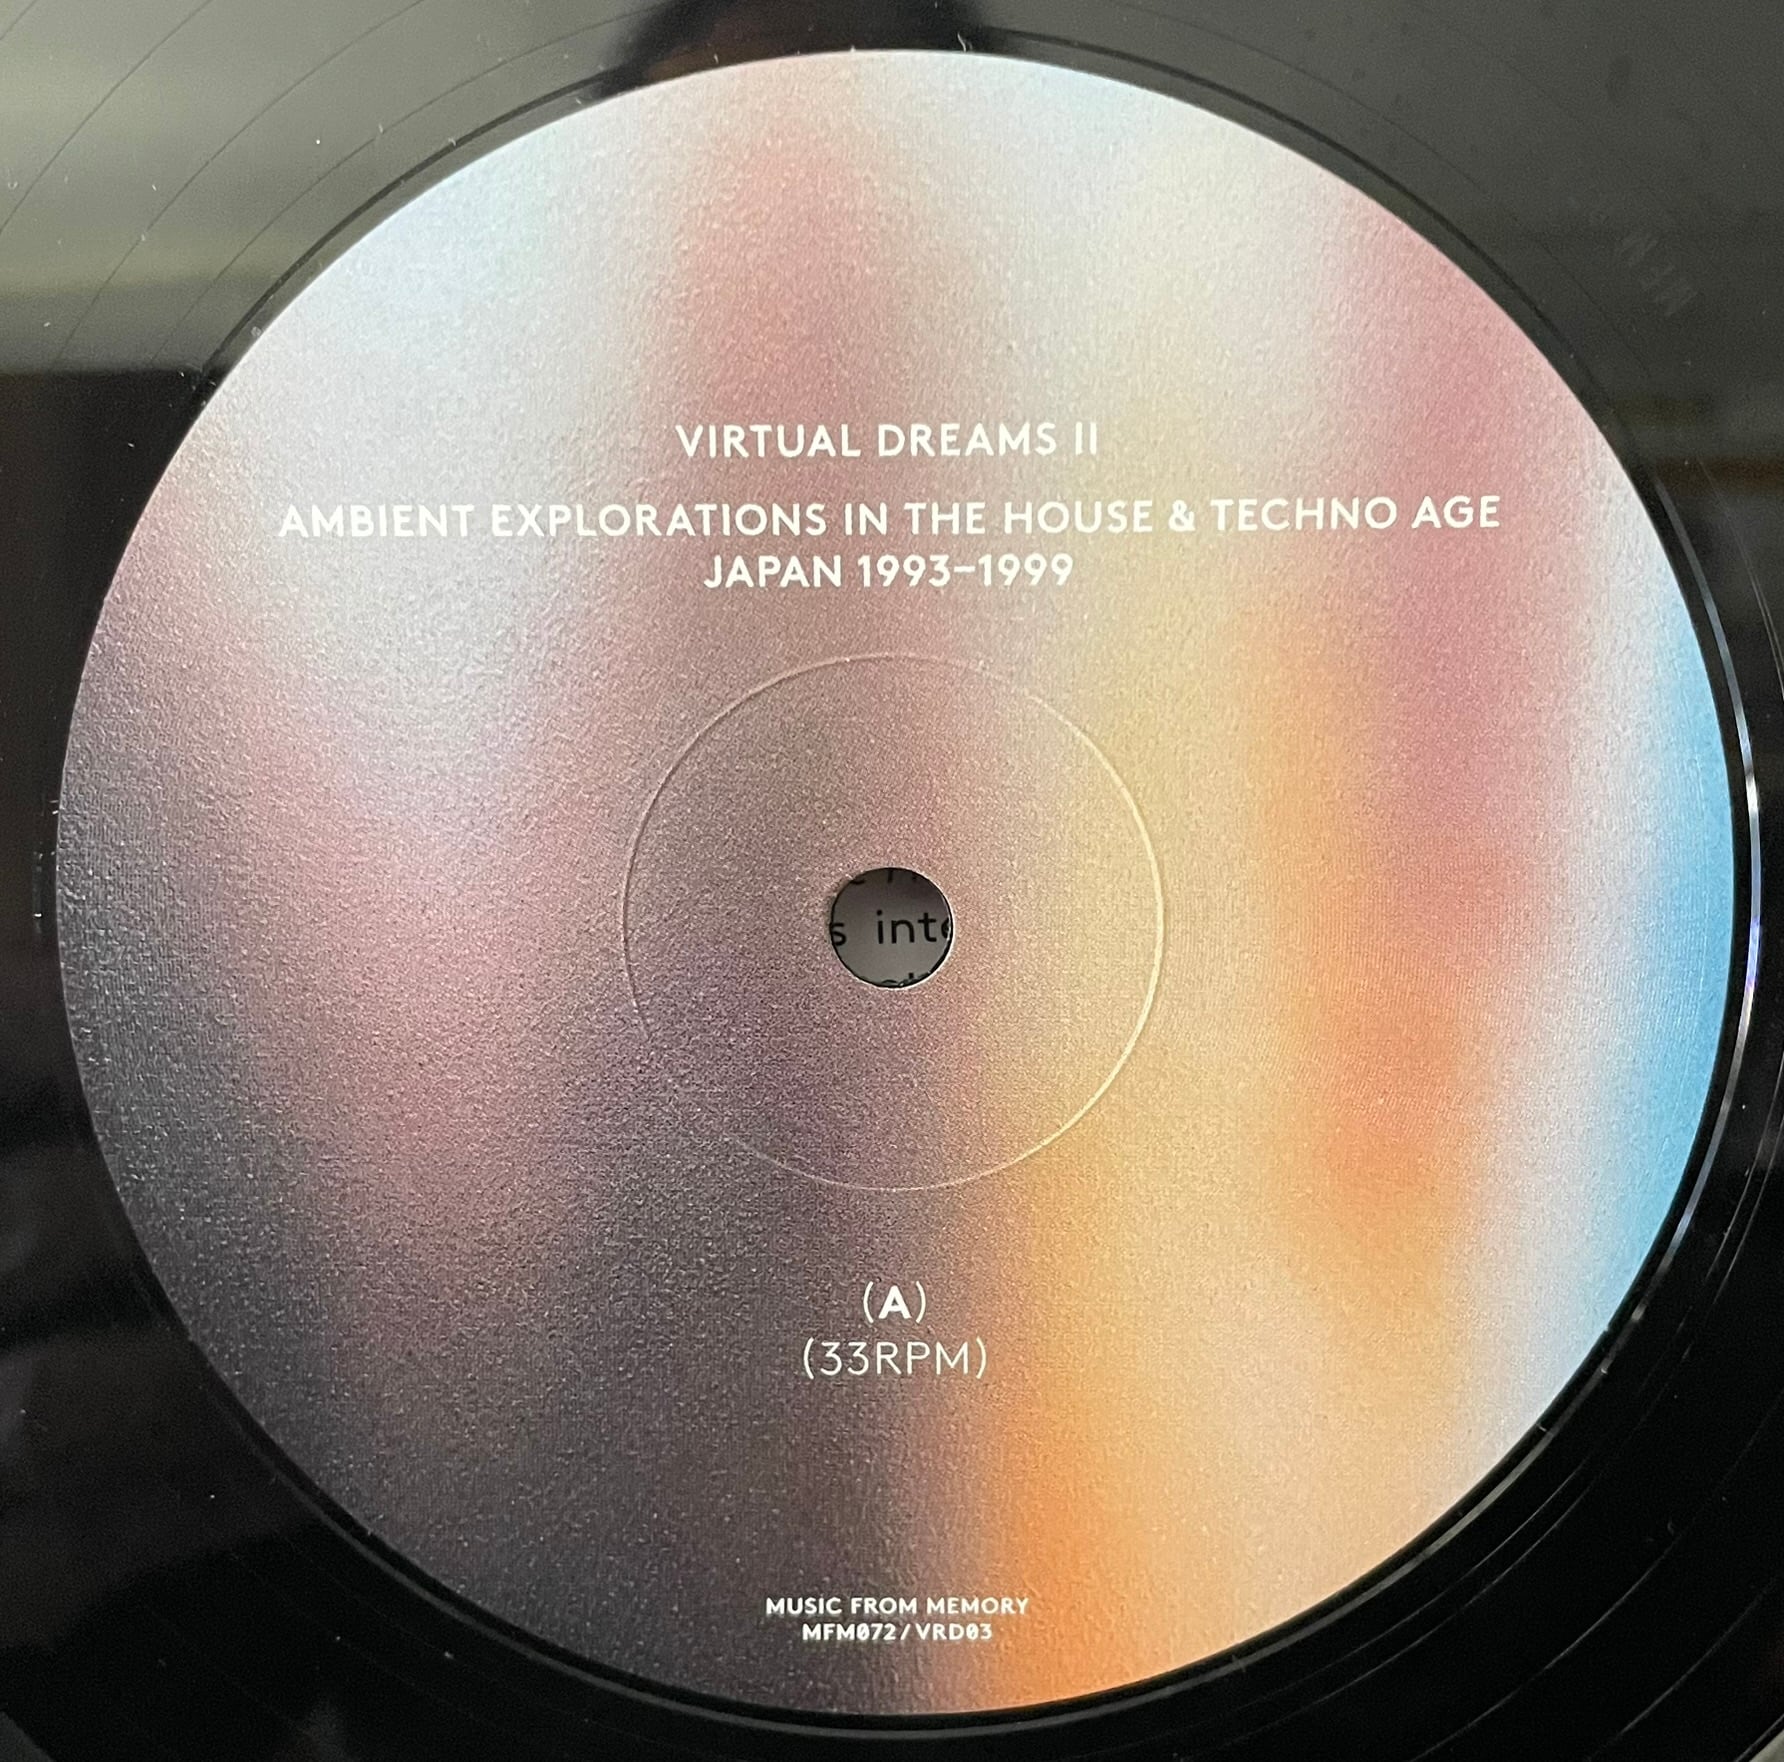 VIRTUAL DREAMS II
AMBIENT EXPLORATIONS IN THE HOUSE & TECHNO AGE
JAPAN 1993–1999
s inte
(A)
(33RPM)
MUSIC FROM MEMORY
MFM072/VRD03